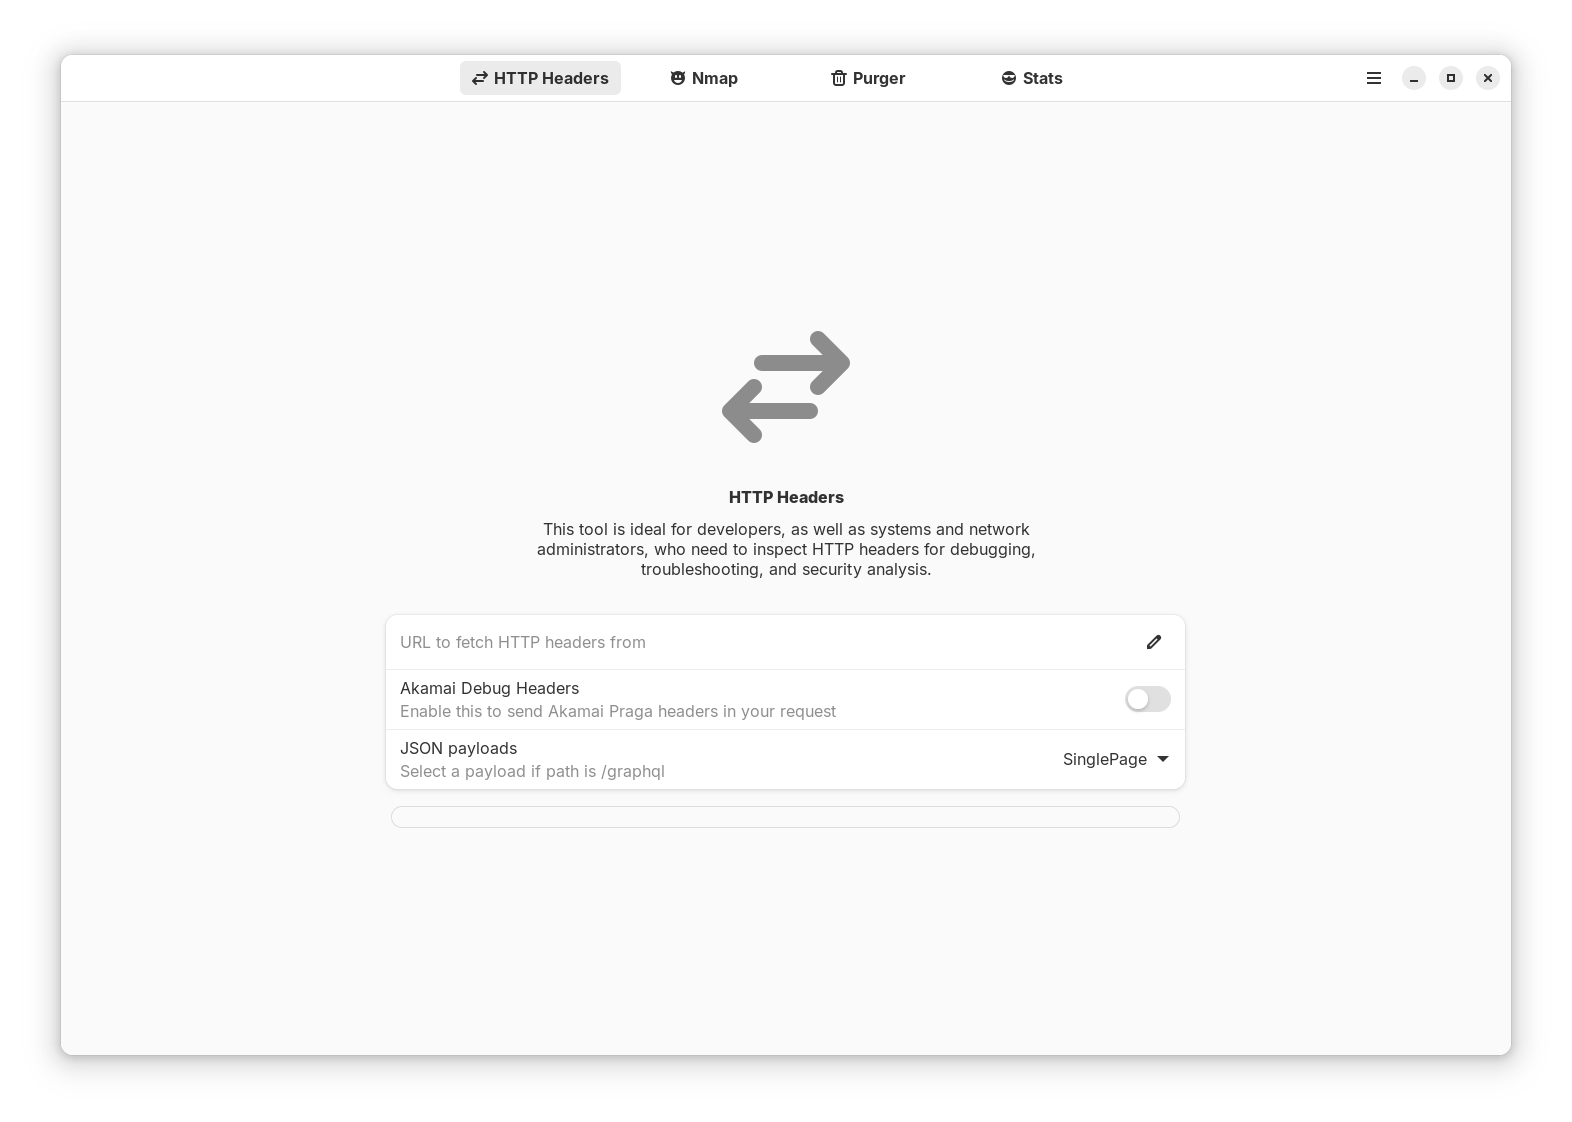 HTTP Headers
Nmap
Purger
Stats
HTTP Headers
This tool is ideal for developers, as well as systems and network
administrators, who need to inspect HTTP headers for debugging,
troubleshooting, and security analysis.
URL to fetch HTTP headers from
Akamai Debug Headers
Enable this to send Akamai Praga headers in your request
JSON payloads
Select a payload if path is /graphql
SinglePage